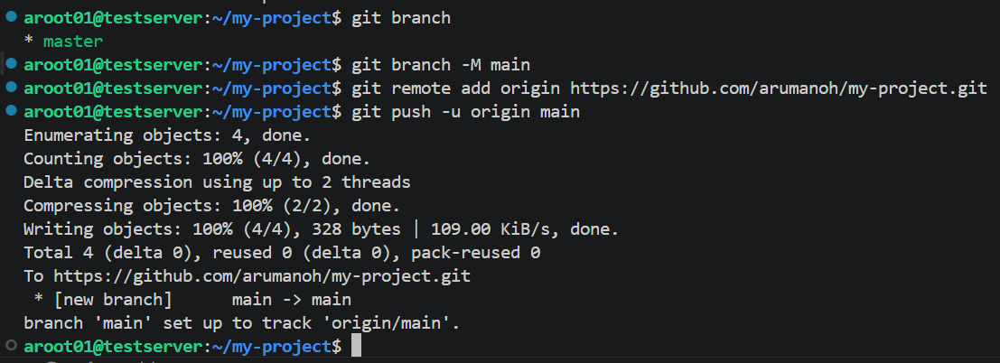 aroot01@testserver:~/my-project$ git branch
* master
aroot01@testserver:~/my-project$ git branch -M main
aroot01@testserver:~/my-project$ git remote add origin https://github.com/arumanoh/my-project.git
aroot01@testserver:~/my-project$ git push -u origin main
Enumerating objects: 4, done.
Counting objects: 100% (4/4), done.
Delta compression using up to 2 threads
Compressing objects: 100% (2/2), done.
Writing objects: 100% (4/4), 328 bytes | 109.00 KiB/s, done.
Total 4 (delta 0), reused 0 (delta 0), pack-reused 0
To https://github.com/arumanoh/my-project.git
 * [new branch]      main -> main
branch 'main' set up to track 'origin/main'.
aroot01@testserver:~/my-project$